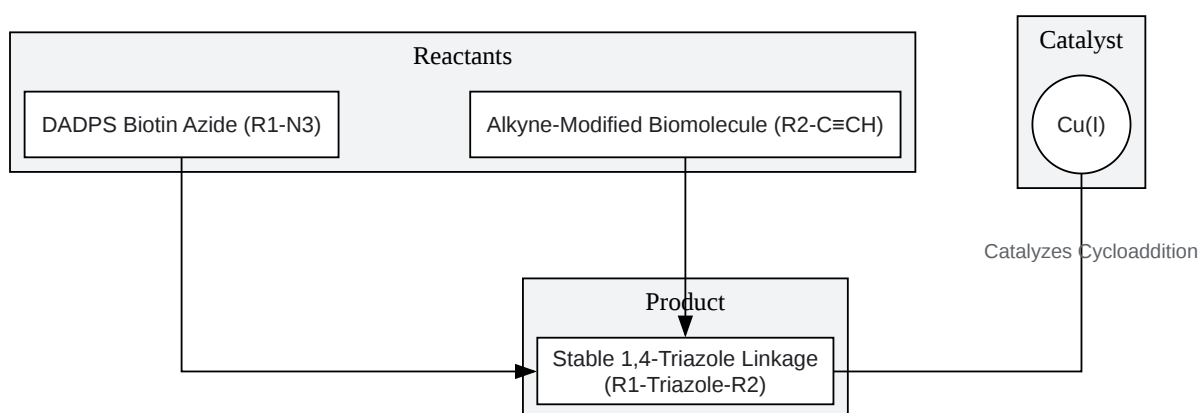 Reactants
DADPS Biotin Azide (R1-N3)
Alkyne-Modified Biomolecule (R2-C≡CH)
Catalyst
Cu(I)
Catalyzes Cycloaddition
Product
Stable 1,4-Triazole Linkage
(R1-Triazole-R2)